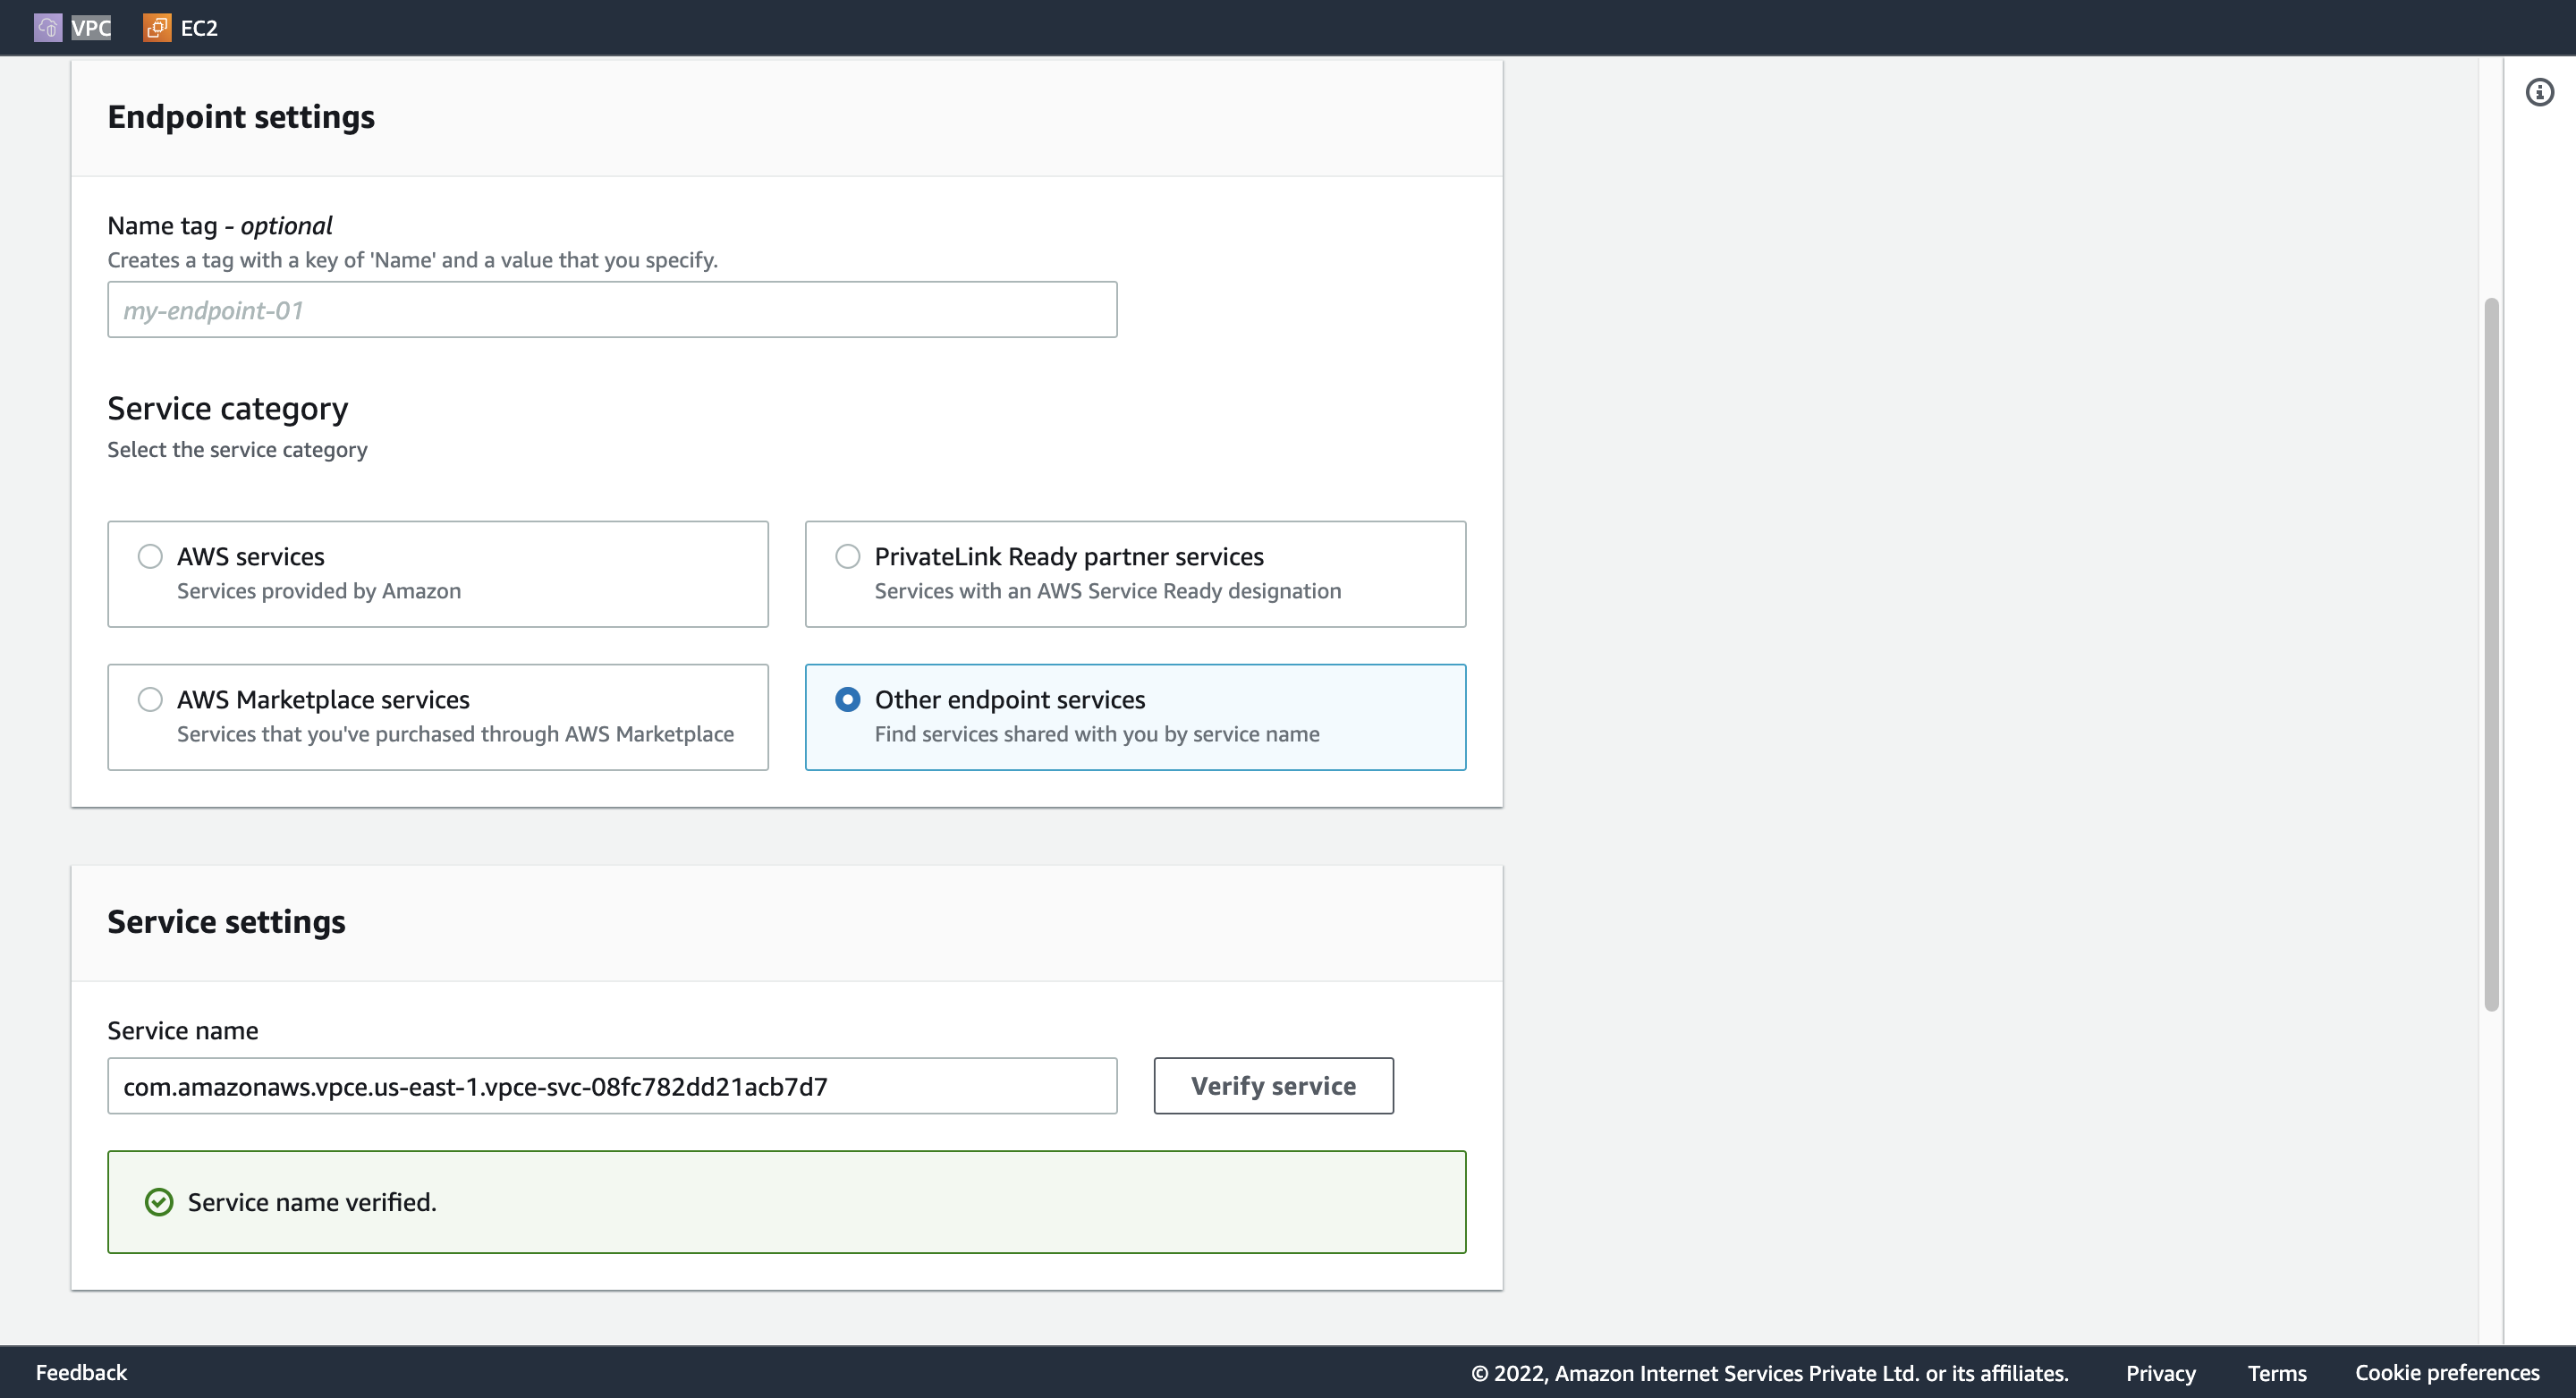 VPC EC2
Endpoint settings
Name tag - optional
Creates a tag with a key of 'Name' and a value that you specify.
my-endpoint-01
Service category
Select the service category
AWS services
Services provided by Amazon
PrivateLink Ready partner services
Services with an AWS Service Ready designation
AWS Marketplace services
Services that you've purchased through AWS Marketplace
Other endpoint services
Find services shared with you by service name
Service settings
Service name
com.amazonaws.vpce.us-east-1.vpce-svc-08fc782dd21acb7d7
Verify service
Service name verified.
Feedback © 2022, Amazon Internet Services Private Ltd. or its affiliates. Privacy Terms Cookie preferences